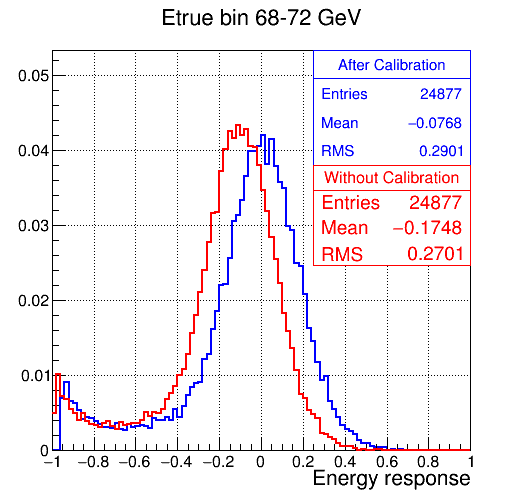 Etrue bin 68-72 GeV
After Calibration
Entries 24877
Mean −0.0768
RMS 0.2901
Without Calibration
Entries 24877
Mean −0.1748
RMS 0.2701
0.05
0.04
0.03
0.02
0.01
0
−1 −0.8 −0.6 −0.4 −0.2 0 0.2 0.4 0.6 0.8 1
Energy response